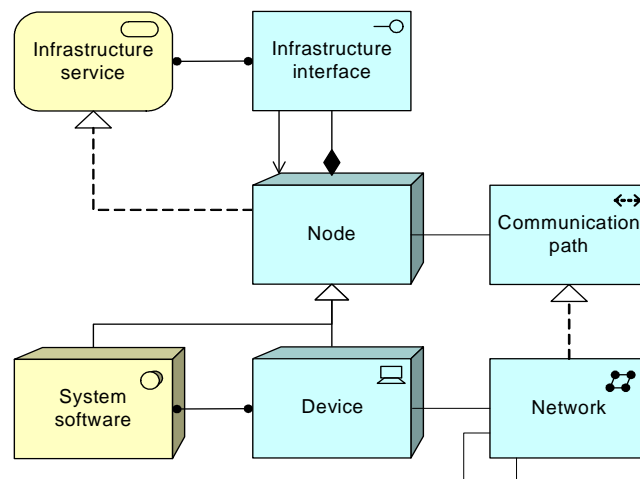 Infrastructure
service
Infrastructure
interface
Node
Communication
path
System
software
Device
Network